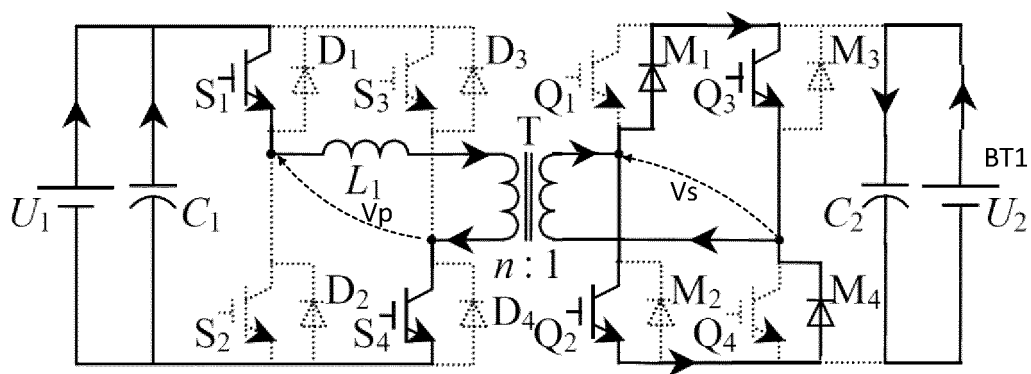 D₁ D₃ M₁ M₃
S₁ S₃ Q₁ Q₃
T
BT1
L₁ Vp Vs
U₁ C₁ C₂ U₂
n : 1
D₂ D₄ M₂ M₄
S₂ S₄ Q₂ Q₄